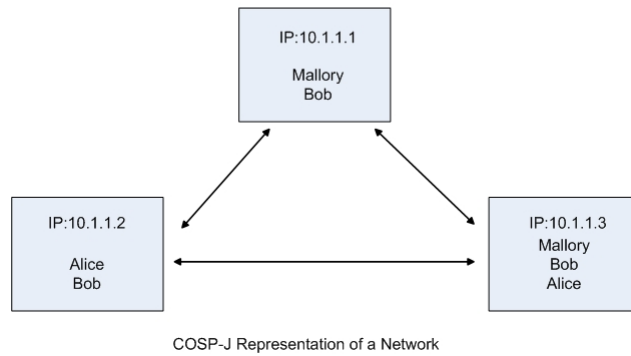 IP:10.1.1.1
Mallory
Bob
IP:10.1.1.2
Alice
Bob
IP:10.1.1.3
Mallory
Bob
Alice
COSP-J Representation of a Network